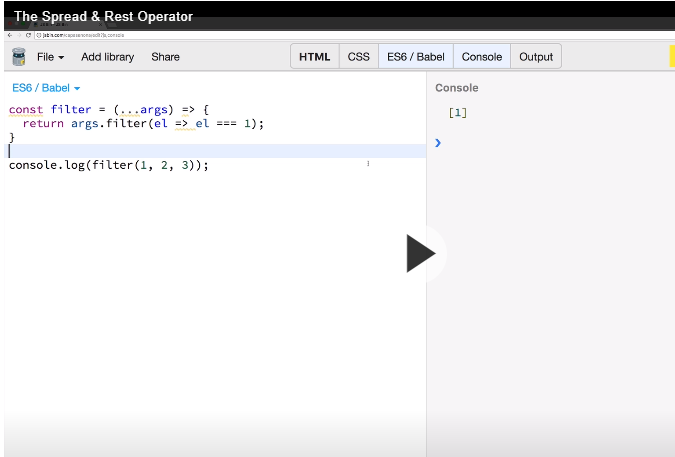 The Spread & Rest Operator
File Add library Share HTML CSS ES6 / Babel Console Output
ES6 / Babel
Console
const filter = (...args) => {
return args.filter(el => el === 1);
}
console.log(filter(1, 2, 3));
[1]